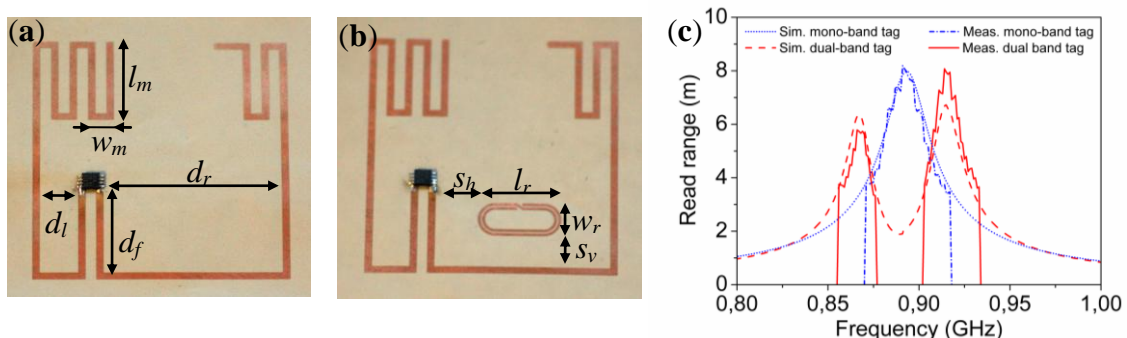 (a)
l_m
w_m
d_r
d_l
d_f
(b)
s_h
l_r
w_r
s_v
(c)
10
8
6
4
2
0
Read range (m)
Sim. mono-band tag
Meas. mono-band tag
Sim. dual-band tag
Meas. dual band tag
0,80
0,85
0,90
0,95
1,00
Frequency (GHz)